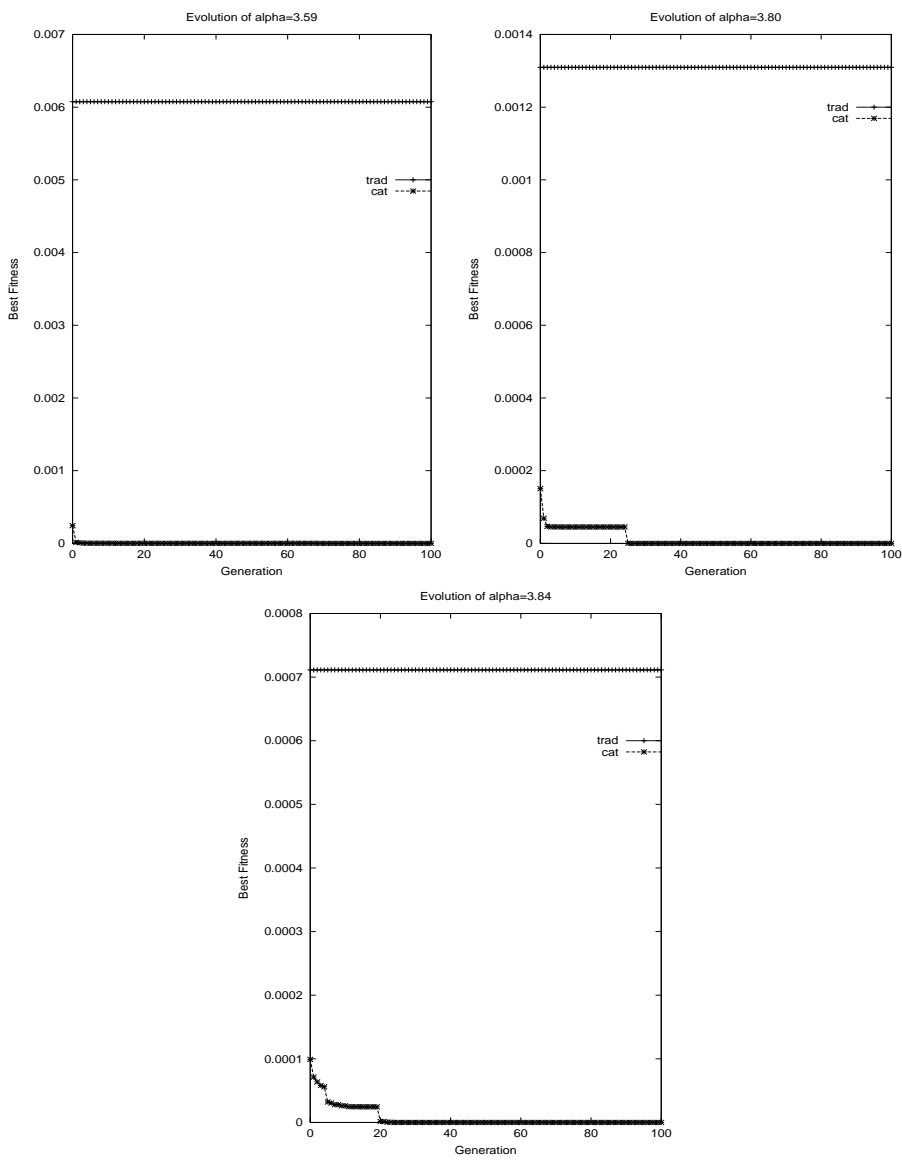 Evolution of alpha=3.59
0.007
0.006
0.005
0.004
0.003
0.002
0.001
0
Best Fitness
trad
cat
0 20 40 60 80 100
Generation
Evolution of alpha=3.80
0.0014
0.0012
0.001
0.0008
0.0006
0.0004
0.0002
0
Best Fitness
trad
cat
0 20 40 60 80 100
Generation
Evolution of alpha=3.84
0.0008
0.0007
0.0006
0.0005
0.0004
0.0003
0.0002
0.0001
0
Best Fitness
trad
cat
0 20 40 60 80 100
Generation